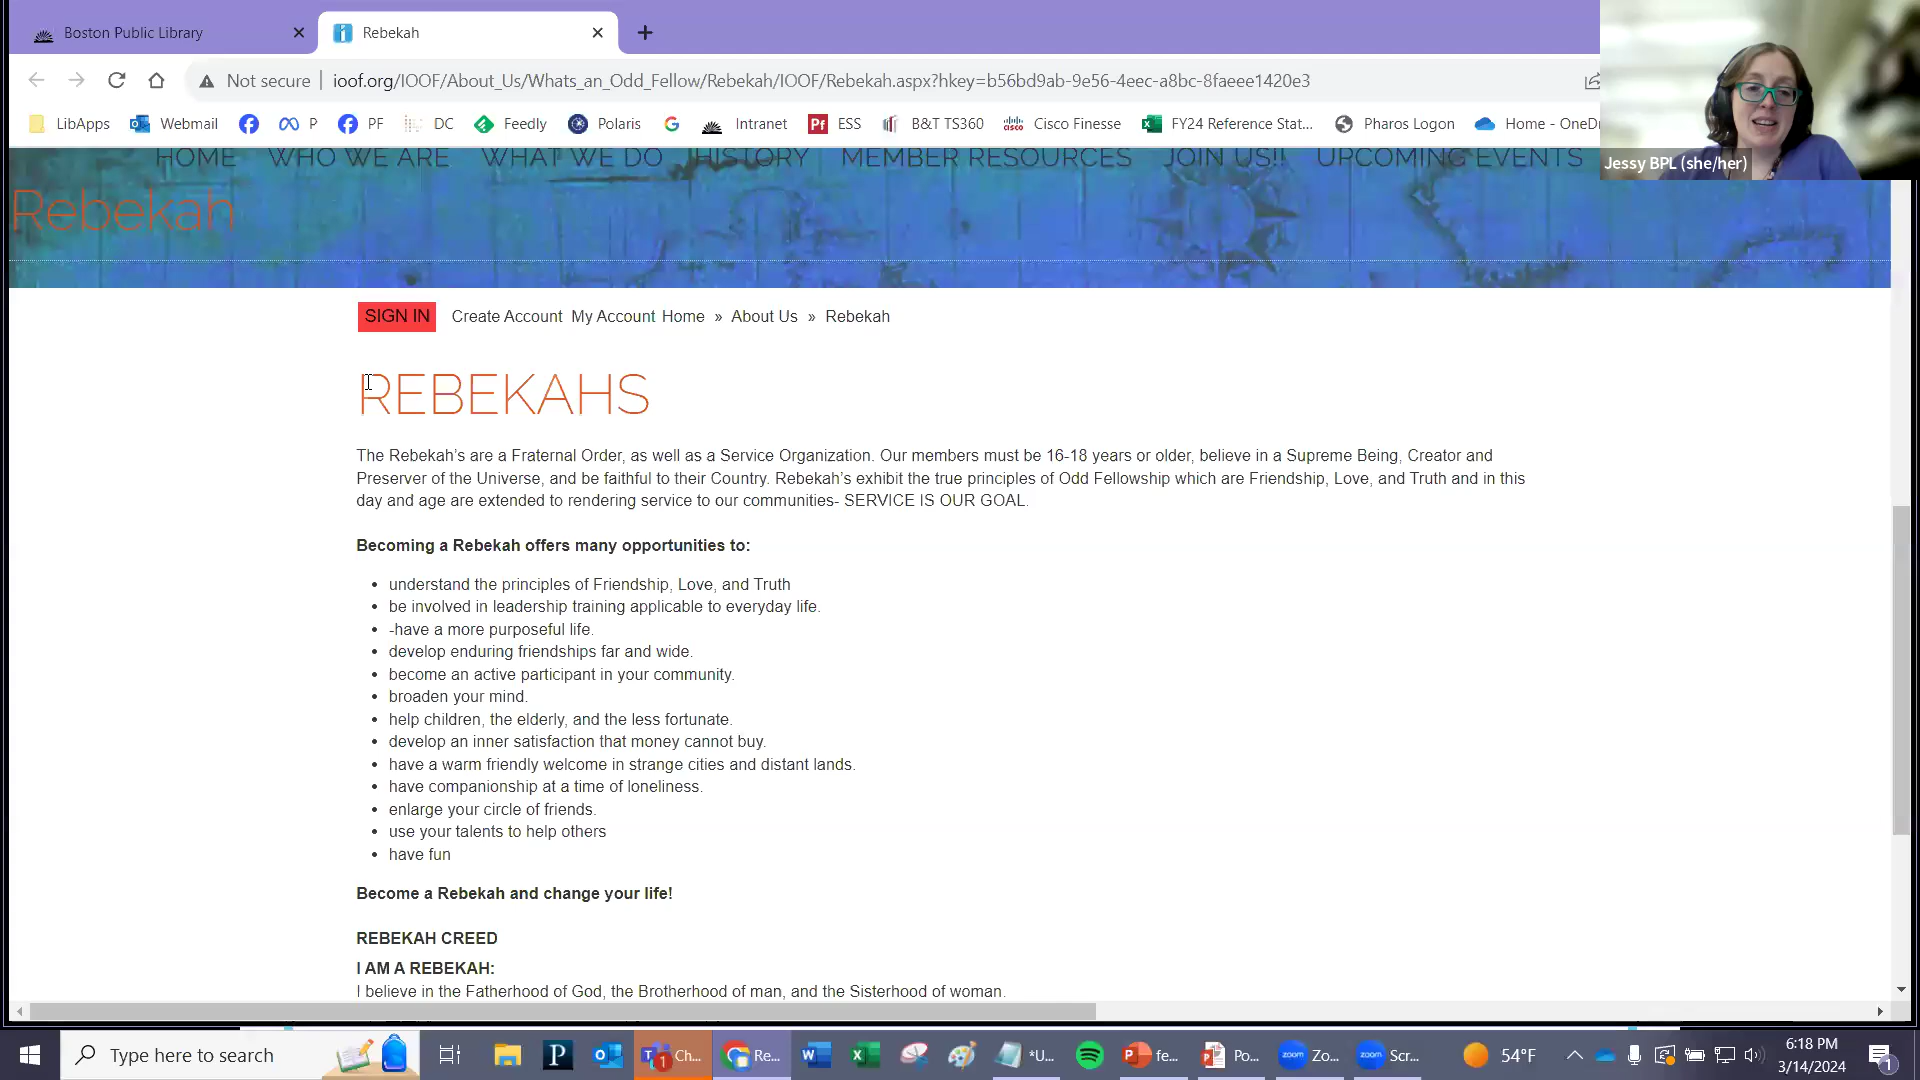 Boston Public Library
Rebekah
Not secure
ioof.org/IOOF/About_Us/Whats_an_Odd_Fellow/Rebekah/IOOF/Rebekah.aspx?hkey=b56bd9ab-9e56-4eec-a8bc-8faeee1420e3
LibApps Webmail P PF DC Feedly Polaris Intranet Pf ESS B&T TS360 Cisco Finesse FY24 Reference Stat... Pharos Logon Home - OneD
Jessy BPL (she/her)
HOME WHO WE ARE WHAT WE DO HISTORY MEMBER RESOURCES JOIN US!! UPCOMING EVENTS
Rebekah
SIGN IN Create Account My Account Home » About Us » Rebekah
REBEKAHS
The Rebekah's are a Fraternal Order, as well as a Service Organization. Our members must be 16-18 years or older, believe in a Supreme Being, Creator and
Preserver of the Universe, and be faithful to their Country. Rebekah's exhibit the true principles of Odd Fellowship which are Friendship, Love, and Truth and in this
day and age are extended to rendering service to our communities- SERVICE IS OUR GOAL.
Becoming a Rebekah offers many opportunities to:
• understand the principles of Friendship, Love, and Truth
• be involved in leadership training applicable to everyday life.
• -have a more purposeful life.
• develop enduring friendships far and wide.
• become an active participant in your community.
• broaden your mind.
• help children, the elderly, and the less fortunate.
• develop an inner satisfaction that money cannot buy.
• have a warm friendly welcome in strange cities and distant lands.
• have companionship at a time of loneliness.
• enlarge your circle of friends.
• use your talents to help others
• have fun
Become a Rebekah and change your life!
REBEKAH CREED
I AM A REBEKAH:
I believe in the Fatherhood of God, the Brotherhood of man, and the Sisterhood of woman.
Type here to search
1 Ch... Re... *U... fe... Po... zoom Zo... zoom Scr... 54°F
6:18 PM
3/14/2024
1